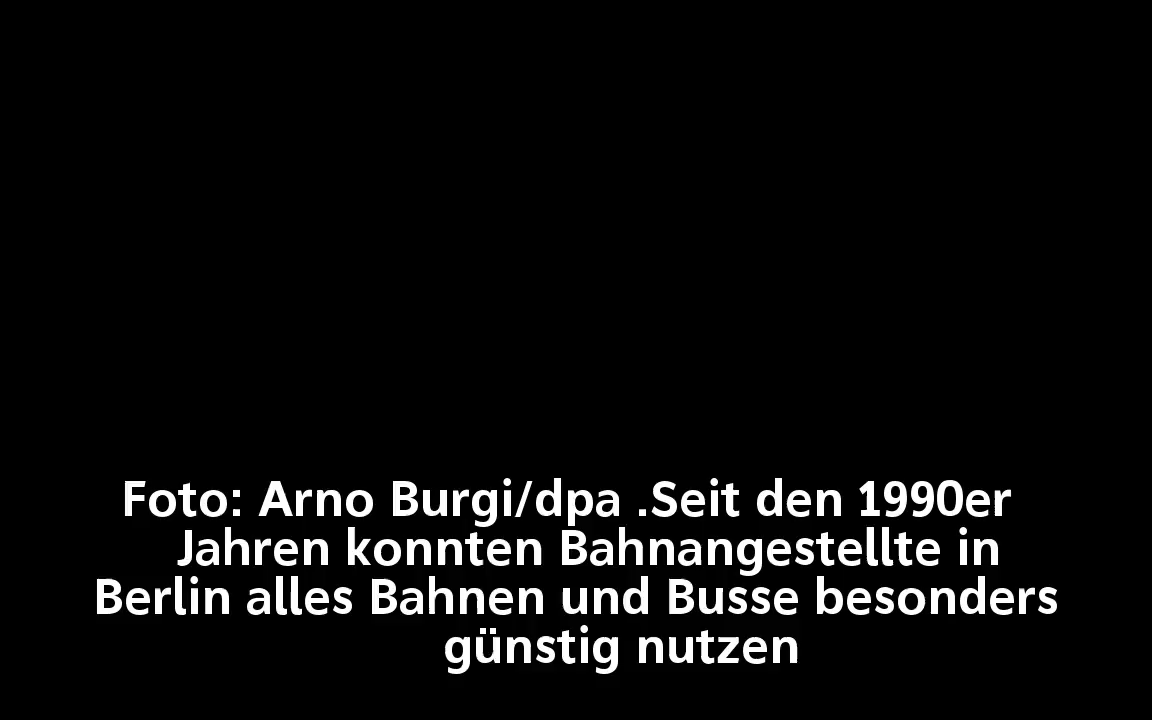 Foto: Arno Burgi/dpa .Seit den 1990er
Jahren konnten Bahnangestellte in
Berlin alles Bahnen und Busse besonders
günstig nutzen